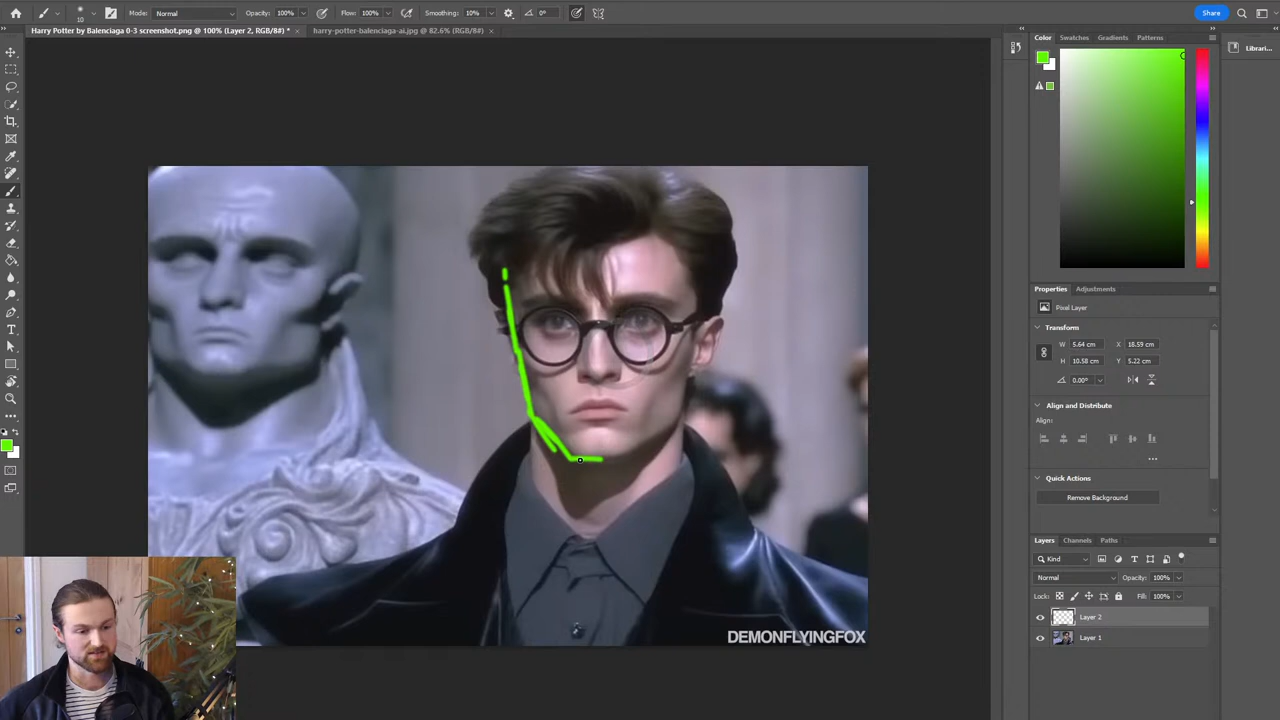 Mode: Normal Opacity: 100% Flow: 100% Smoothing: 10% 0° Share
10
Harry Potter by Balenciaga 0-3 screenshot.png @ 100% (Layer 2, RGB/8#) * × harry-potter-balenciaga-ai.jpg @ 82.6% (RGB/8#) ×
Color Swatches Gradients Patterns Librari...
Properties Adjustments
Pixel Layer
Transform
W 5.64 cm X 18.59 cm
H 10.58 cm Y 5.22 cm
0.00°
Align and Distribute
Align:
...
Quick Actions
Remove Background
Layers Channels Paths
Kind
Normal Opacity: 100%
Lock: Fill: 100%
Layer 2
Layer 1
DEMONFLYINGFOX